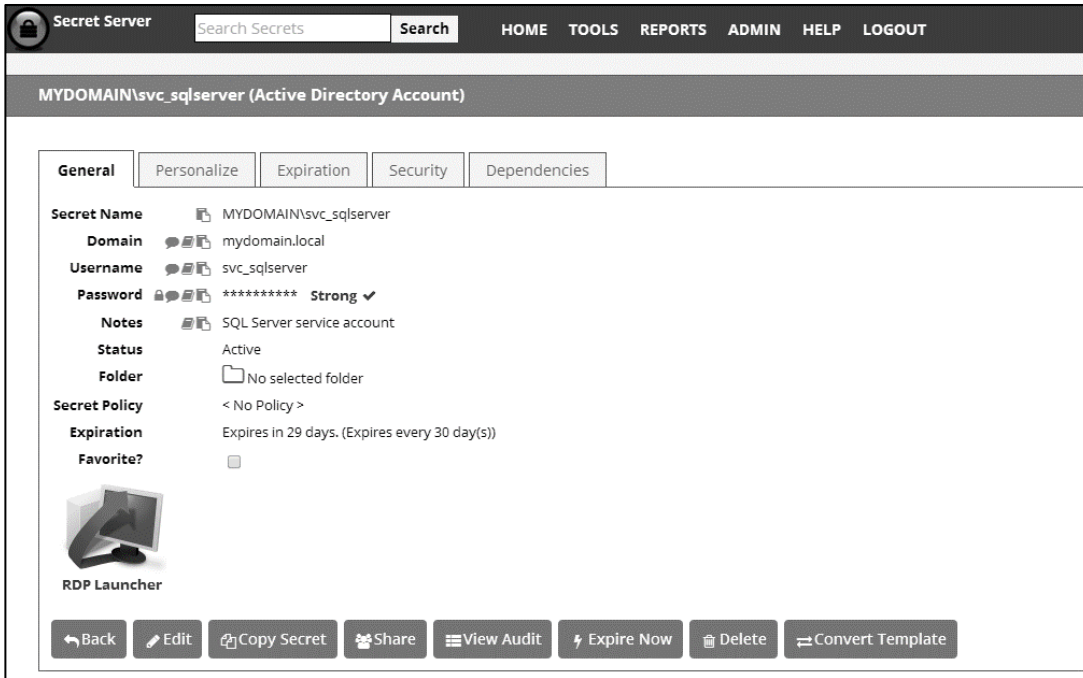 Secret Server
Search Secrets
Search
HOME TOOLS REPORTS ADMIN HELP LOGOUT
MYDOMAIN\svc_sqlserver (Active Directory Account)
General Personalize Expiration Security Dependencies
Secret Name MYDOMAIN\svc_sqlserver
Domain mydomain.local
Username svc_sqlserver
Password ********** Strong
Notes SQL Server service account
Status Active
Folder No selected folder
Secret Policy < No Policy >
Expiration Expires in 29 days. (Expires every 30 day(s))
Favorite?
RDP Launcher
Back Edit Copy Secret Share View Audit Expire Now Delete Convert Template